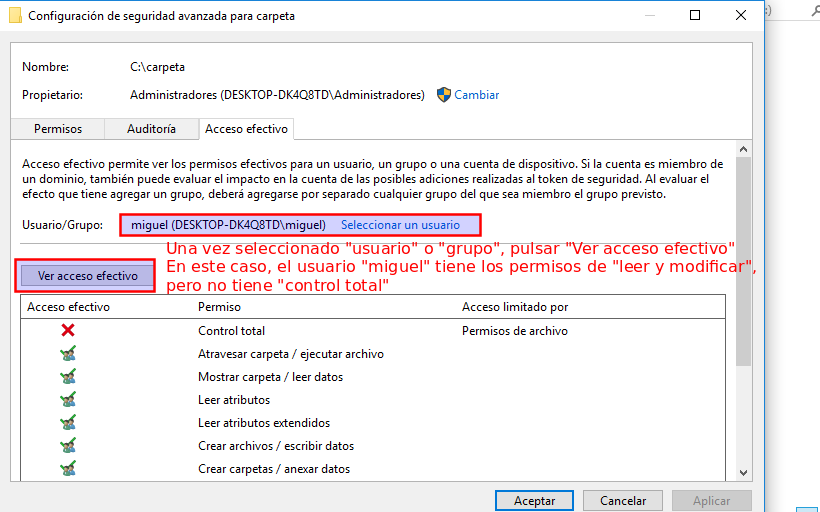 Configuración de seguridad avanzada para carpeta
Nombre: C:\carpeta
Propietario: Administradores (DESKTOP-DK4Q8TD\Administradores) Cambiar
Permisos Auditoría Acceso efectivo
Acceso efectivo permite ver los permisos efectivos para un usuario, un grupo o una cuenta de dispositivo. Si la cuenta es miembro de
un dominio, también puede evaluar el impacto en la cuenta de las posibles adiciones realizadas al token de seguridad. Al evaluar el
efecto que tiene agregar un grupo, deberá agregarse por separado cualquier grupo del que sea miembro el grupo previsto.
Usuario/Grupo: miguel (DESKTOP-DK4Q8TD\miguel) Seleccionar un usuario
Una vez seleccionado "usuario" o "grupo", pulsar "Ver acceso efectivo"
En este caso, el usuario "miguel" tiene los permisos de "leer y modificar",
pero no tiene "control total"
Ver acceso efectivo
Acceso efectivo Permiso Acceso limitado por
Control total Permisos de archivo
Atravesar carpeta / ejecutar archivo
Mostrar carpeta / leer datos
Leer atributos
Leer atributos extendidos
Crear archivos / escribir datos
Crear carpetas / anexar datos
Aceptar Cancelar Aplicar